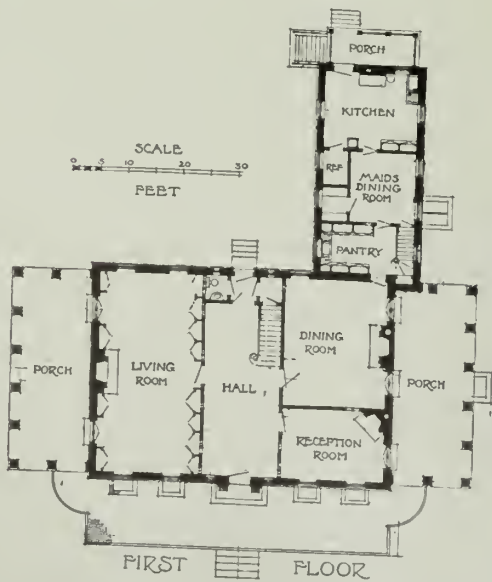 PORCH
KITCHEN
SCALE
0 5 10 20 30
FEET
REF
MAIDS
DINING
ROOM
PANTRY
PORCH
LIVING
ROOM
HALL
DINING
ROOM
PORCH
RECEPTION
ROOM
FIRST FLOOR